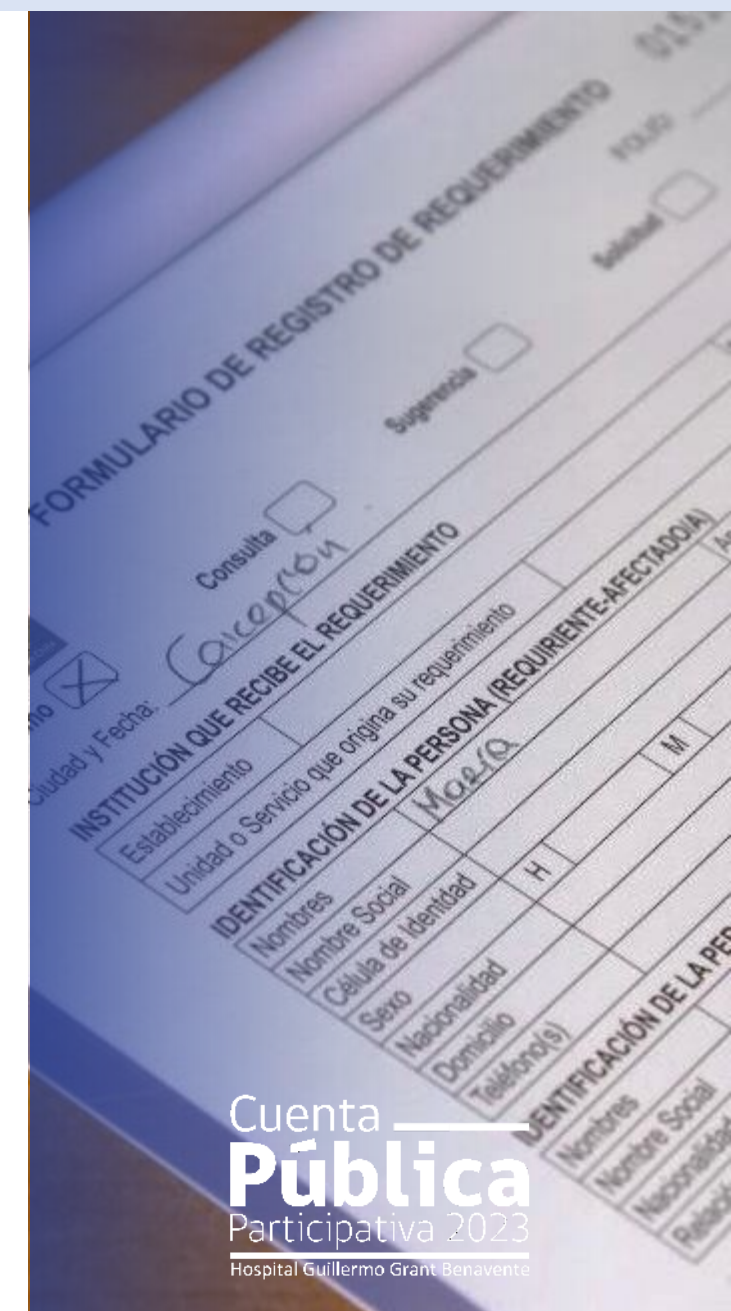 FORMULARIO DE REGISTRO DE REQUERIMIENTO
FOLIO
Consulta
Sugerencia
Solicitud
Ciudad y Fecha: Concepción
INSTITUCIÓN QUE RECIBE EL REQUERIMIENTO
Establecimiento
Unidad o Servicio que origina su requerimiento
IDENTIFICACIÓN DE LA PERSONA (REQUIRIENTE-AFECTADO(A)
Nombres María
Nombre Social
Célula de Identidad
Sexo H M
Nacionalidad
Domicilio
Teléfono(s)
IDENTIFICACIÓN DE LA PER
Nombres
Nombre Social
Nacionalidad
Cuenta
Pública
Participativa 2023
Hospital Guillermo Grant Benavente